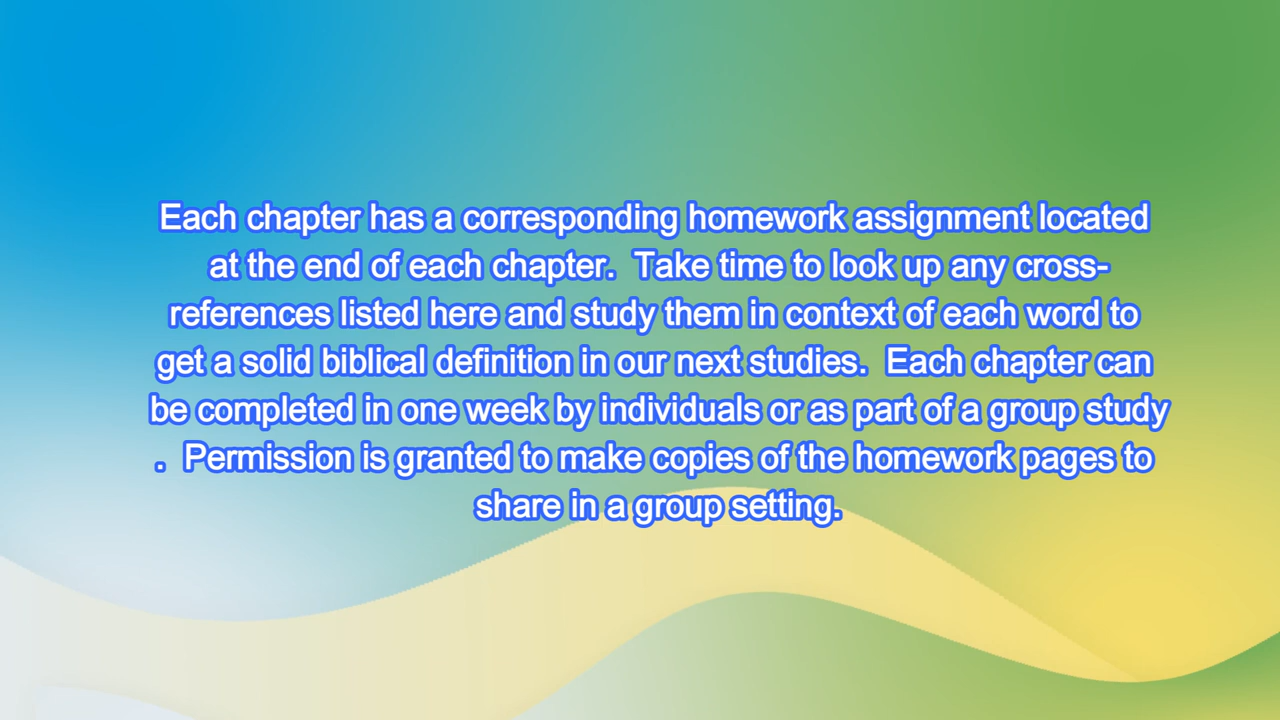 Each chapter has a corresponding homework assignment located
at the end of each chapter.  Take time to look up any cross-
references listed here and study them in context of each word to
get a solid biblical definition in our next studies.  Each chapter can
be completed in one week by individuals or as part of a group study
.  Permission is granted to make copies of the homework pages to
share in a group setting.